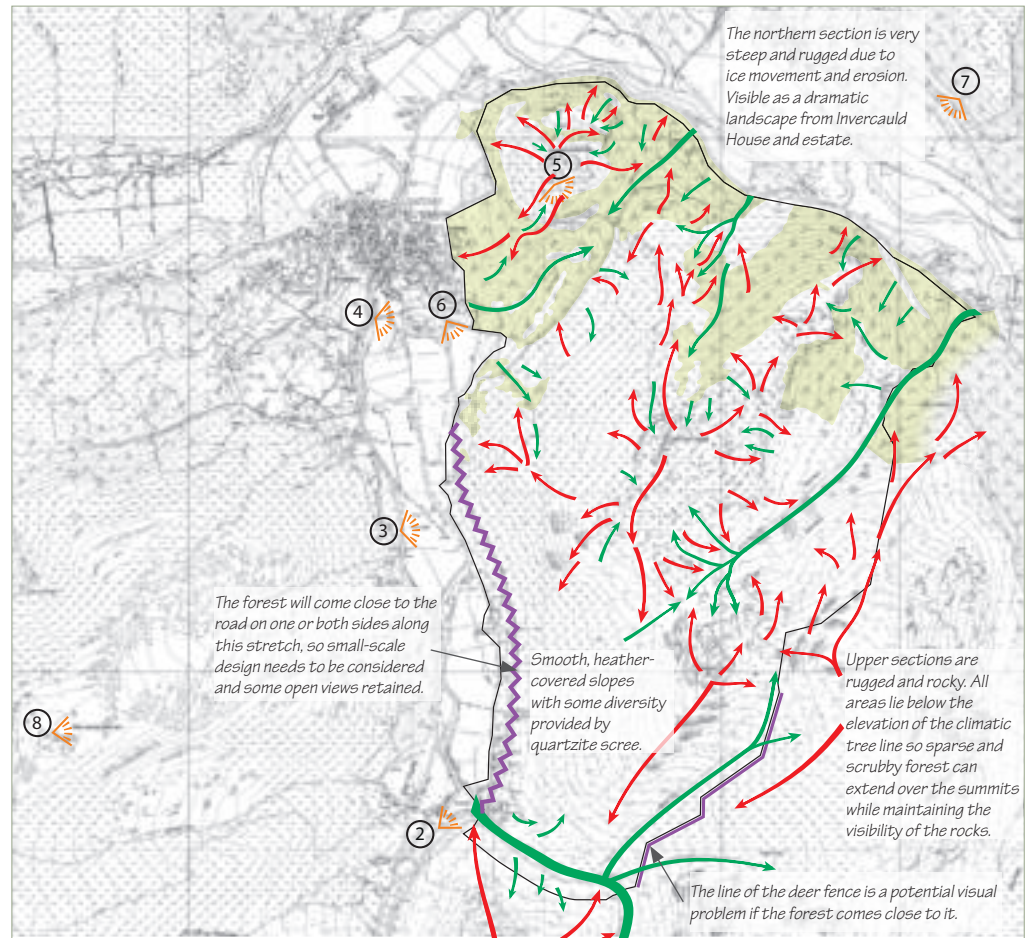 The northern section is very
steep and rugged due to
ice movement and erosion.
Visible as a dramatic
landscape from Invercauld
House and estate.
7
5
4
6
3
The forest will come close to the
road on one or both sides along
this stretch, so small-scale
design needs to be considered
and some open views retained.
Smooth, heather-
covered slopes
with some diversity
provided by
quartzite scree.
Upper sections are
rugged and rocky. All
areas lie below the
elevation of the climatic
tree line so sparse and
scrubby forest can
extend over the summits
while maintaining the
visibility of the rocks.
8
2
The line of the deer fence is a potential visual
problem if the forest comes close to it.